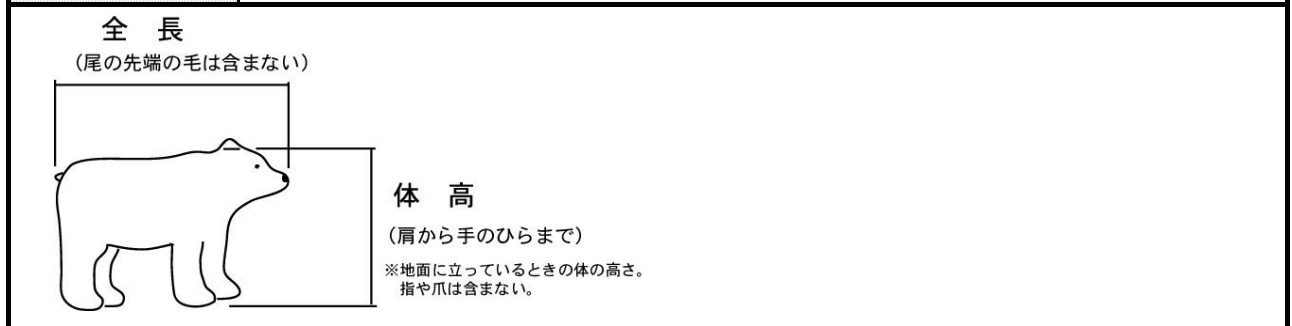 全 長
（尾の先端の毛は含まない）
体 高
（肩から手のひらまで）
※地面に立っているときの体の高さ。
指や爪は含まない。